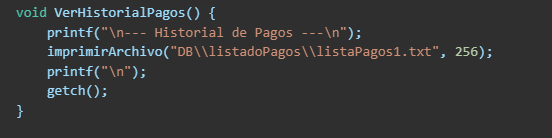 void VerHistorialPagos() {
    printf("\n--- Historial de Pagos ---\n");
    imprimirArchivo("DB\\listadoPagos\\listaPagos1.txt", 256);
    printf("\n");
    getch();
}